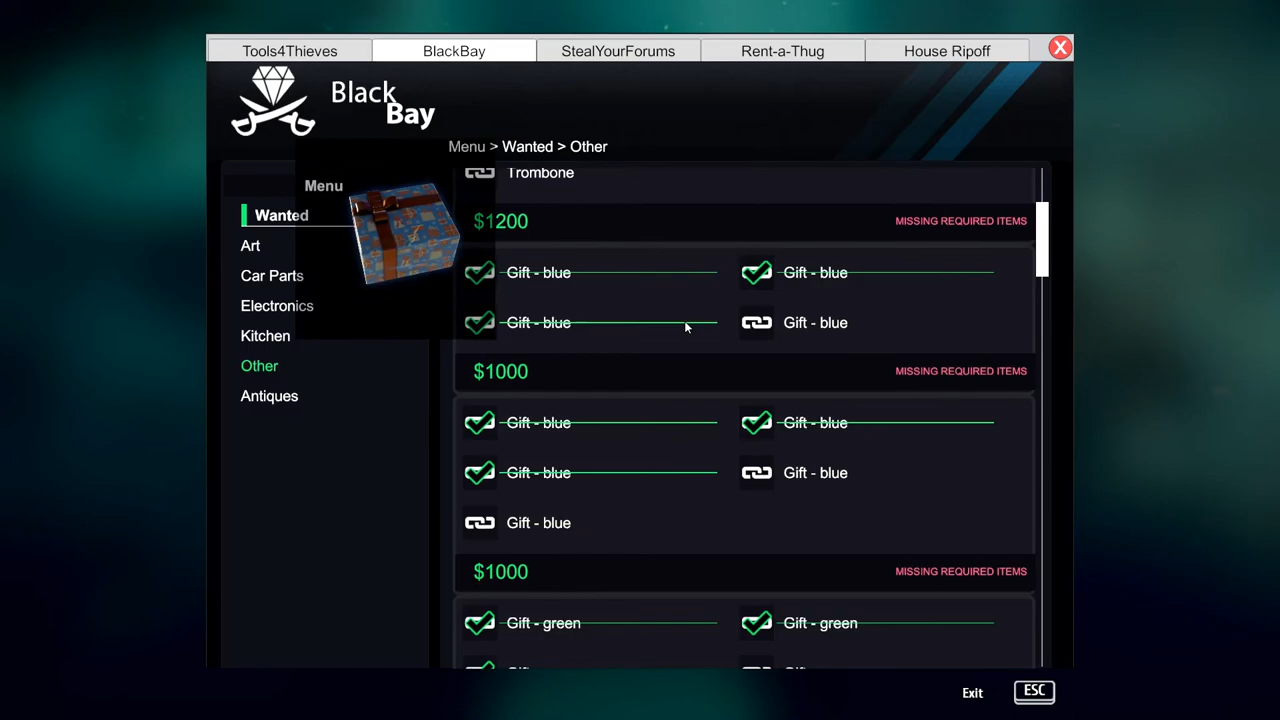 Tools4Thieves BlackBay StealYourForums Rent-a-Thug House Ripoff X
Black
Bay
Menu > Wanted > Other
Menu
Wanted
Art
Car Parts
Electronics
Kitchen
Other
Antiques
Trombone
$1200 MISSING REQUIRED ITEMS
Gift - blue Gift - blue
Gift - blue Gift - blue
$1000 MISSING REQUIRED ITEMS
Gift - blue Gift - blue
Gift - blue Gift - blue
Gift - blue
$1000 MISSING REQUIRED ITEMS
Gift - green Gift - green
Exit ESC